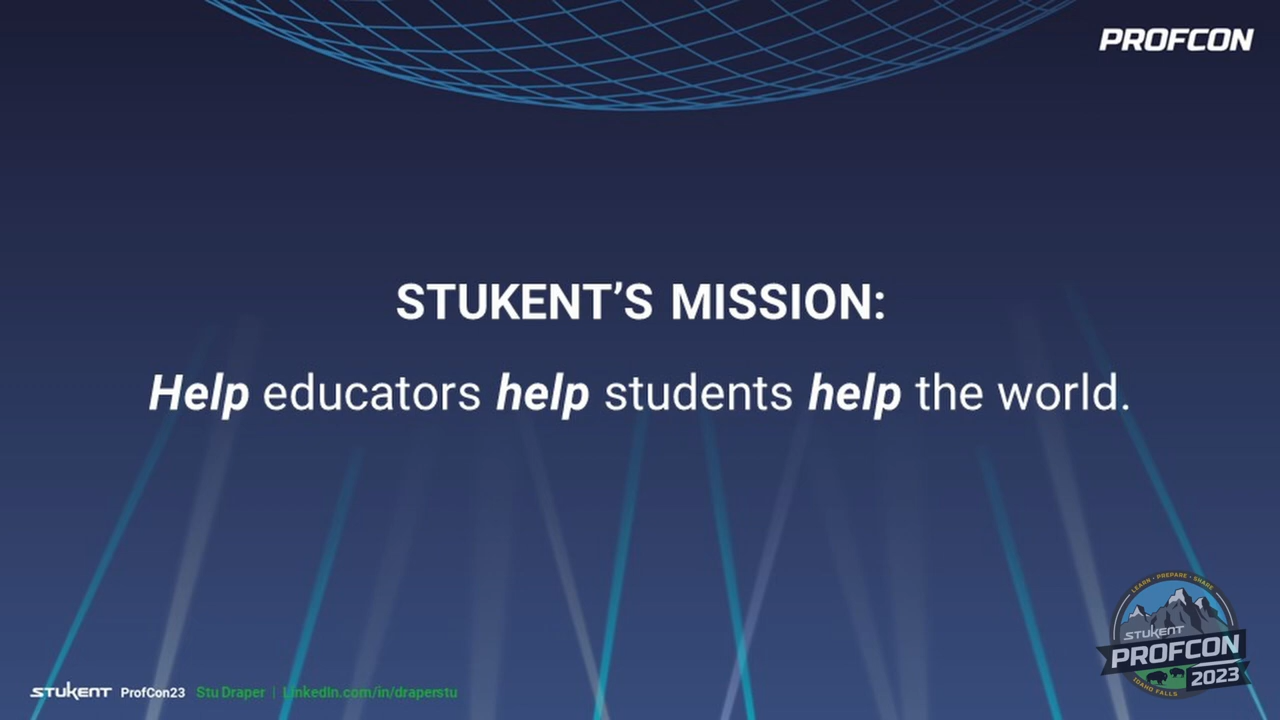 PROFCON
STUKENT’S MISSION:
Help educators help students help the world.
LEARN • PREPARE • SHARE
STUKENT
PROFCON
2023
IDAHO FALLS
STUKENT ProfCon23 Stu Draper | LinkedIn.com/in/draperstu